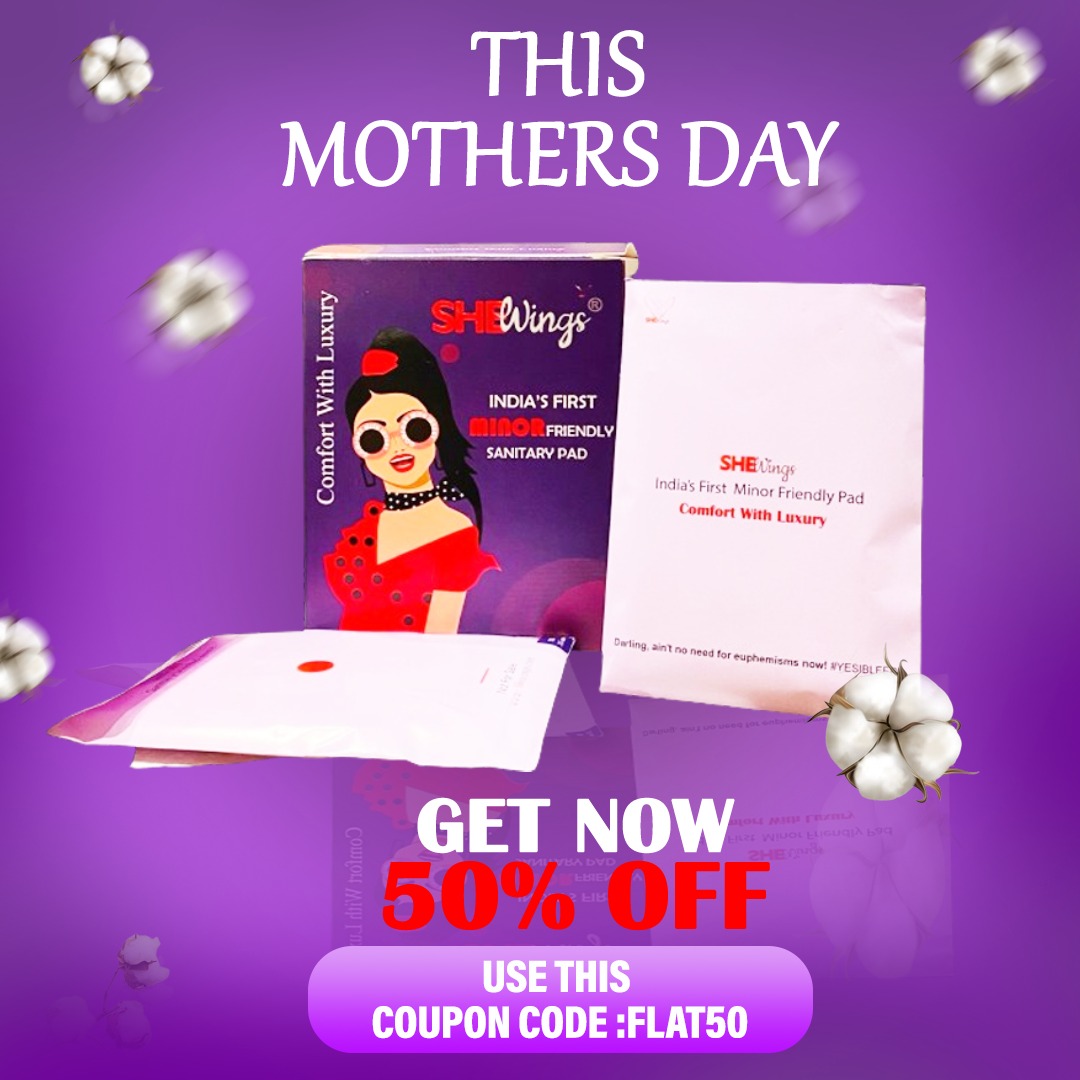 THIS
MOTHERS DAY
Comfort With Luxury
SHEWings®
INDIA'S FIRST
MINOR FRIENDLY
SANITARY PAD
SHEWings
India's First Minor Friendly Pad
Comfort With Luxury
Darling, ain't no need for euphemisms now!
GET NOW
50% OFF
USE THIS
COUPON CODE :FLAT50